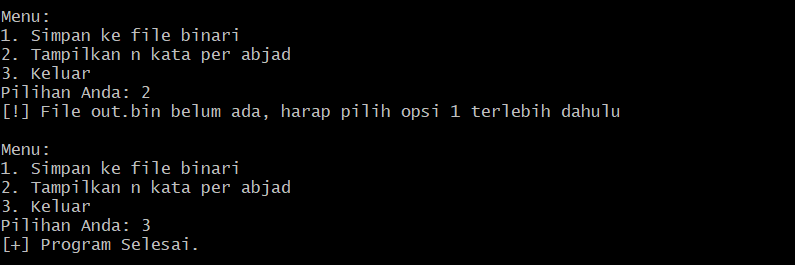 Menu:
1. Simpan ke file binari
2. Tampilkan n kata per abjad
3. Keluar
Pilihan Anda: 2
[!] File out.bin belum ada, harap pilih opsi 1 terlebih dahulu
Menu:
1. Simpan ke file binari
2. Tampilkan n kata per abjad
3. Keluar
Pilihan Anda: 3
[+] Program Selesai.